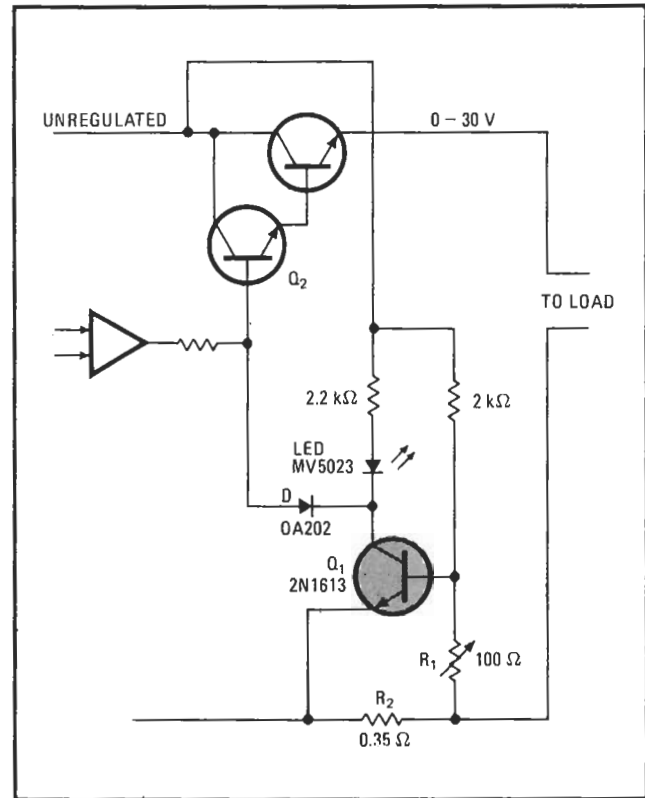 UNREGULATED
0 – 30 V
Q2
TO LOAD
2.2 kΩ
2 kΩ
LED
MV5023
D
OA202
Q1
2N1613
R1
100 Ω
R2
0.35 Ω